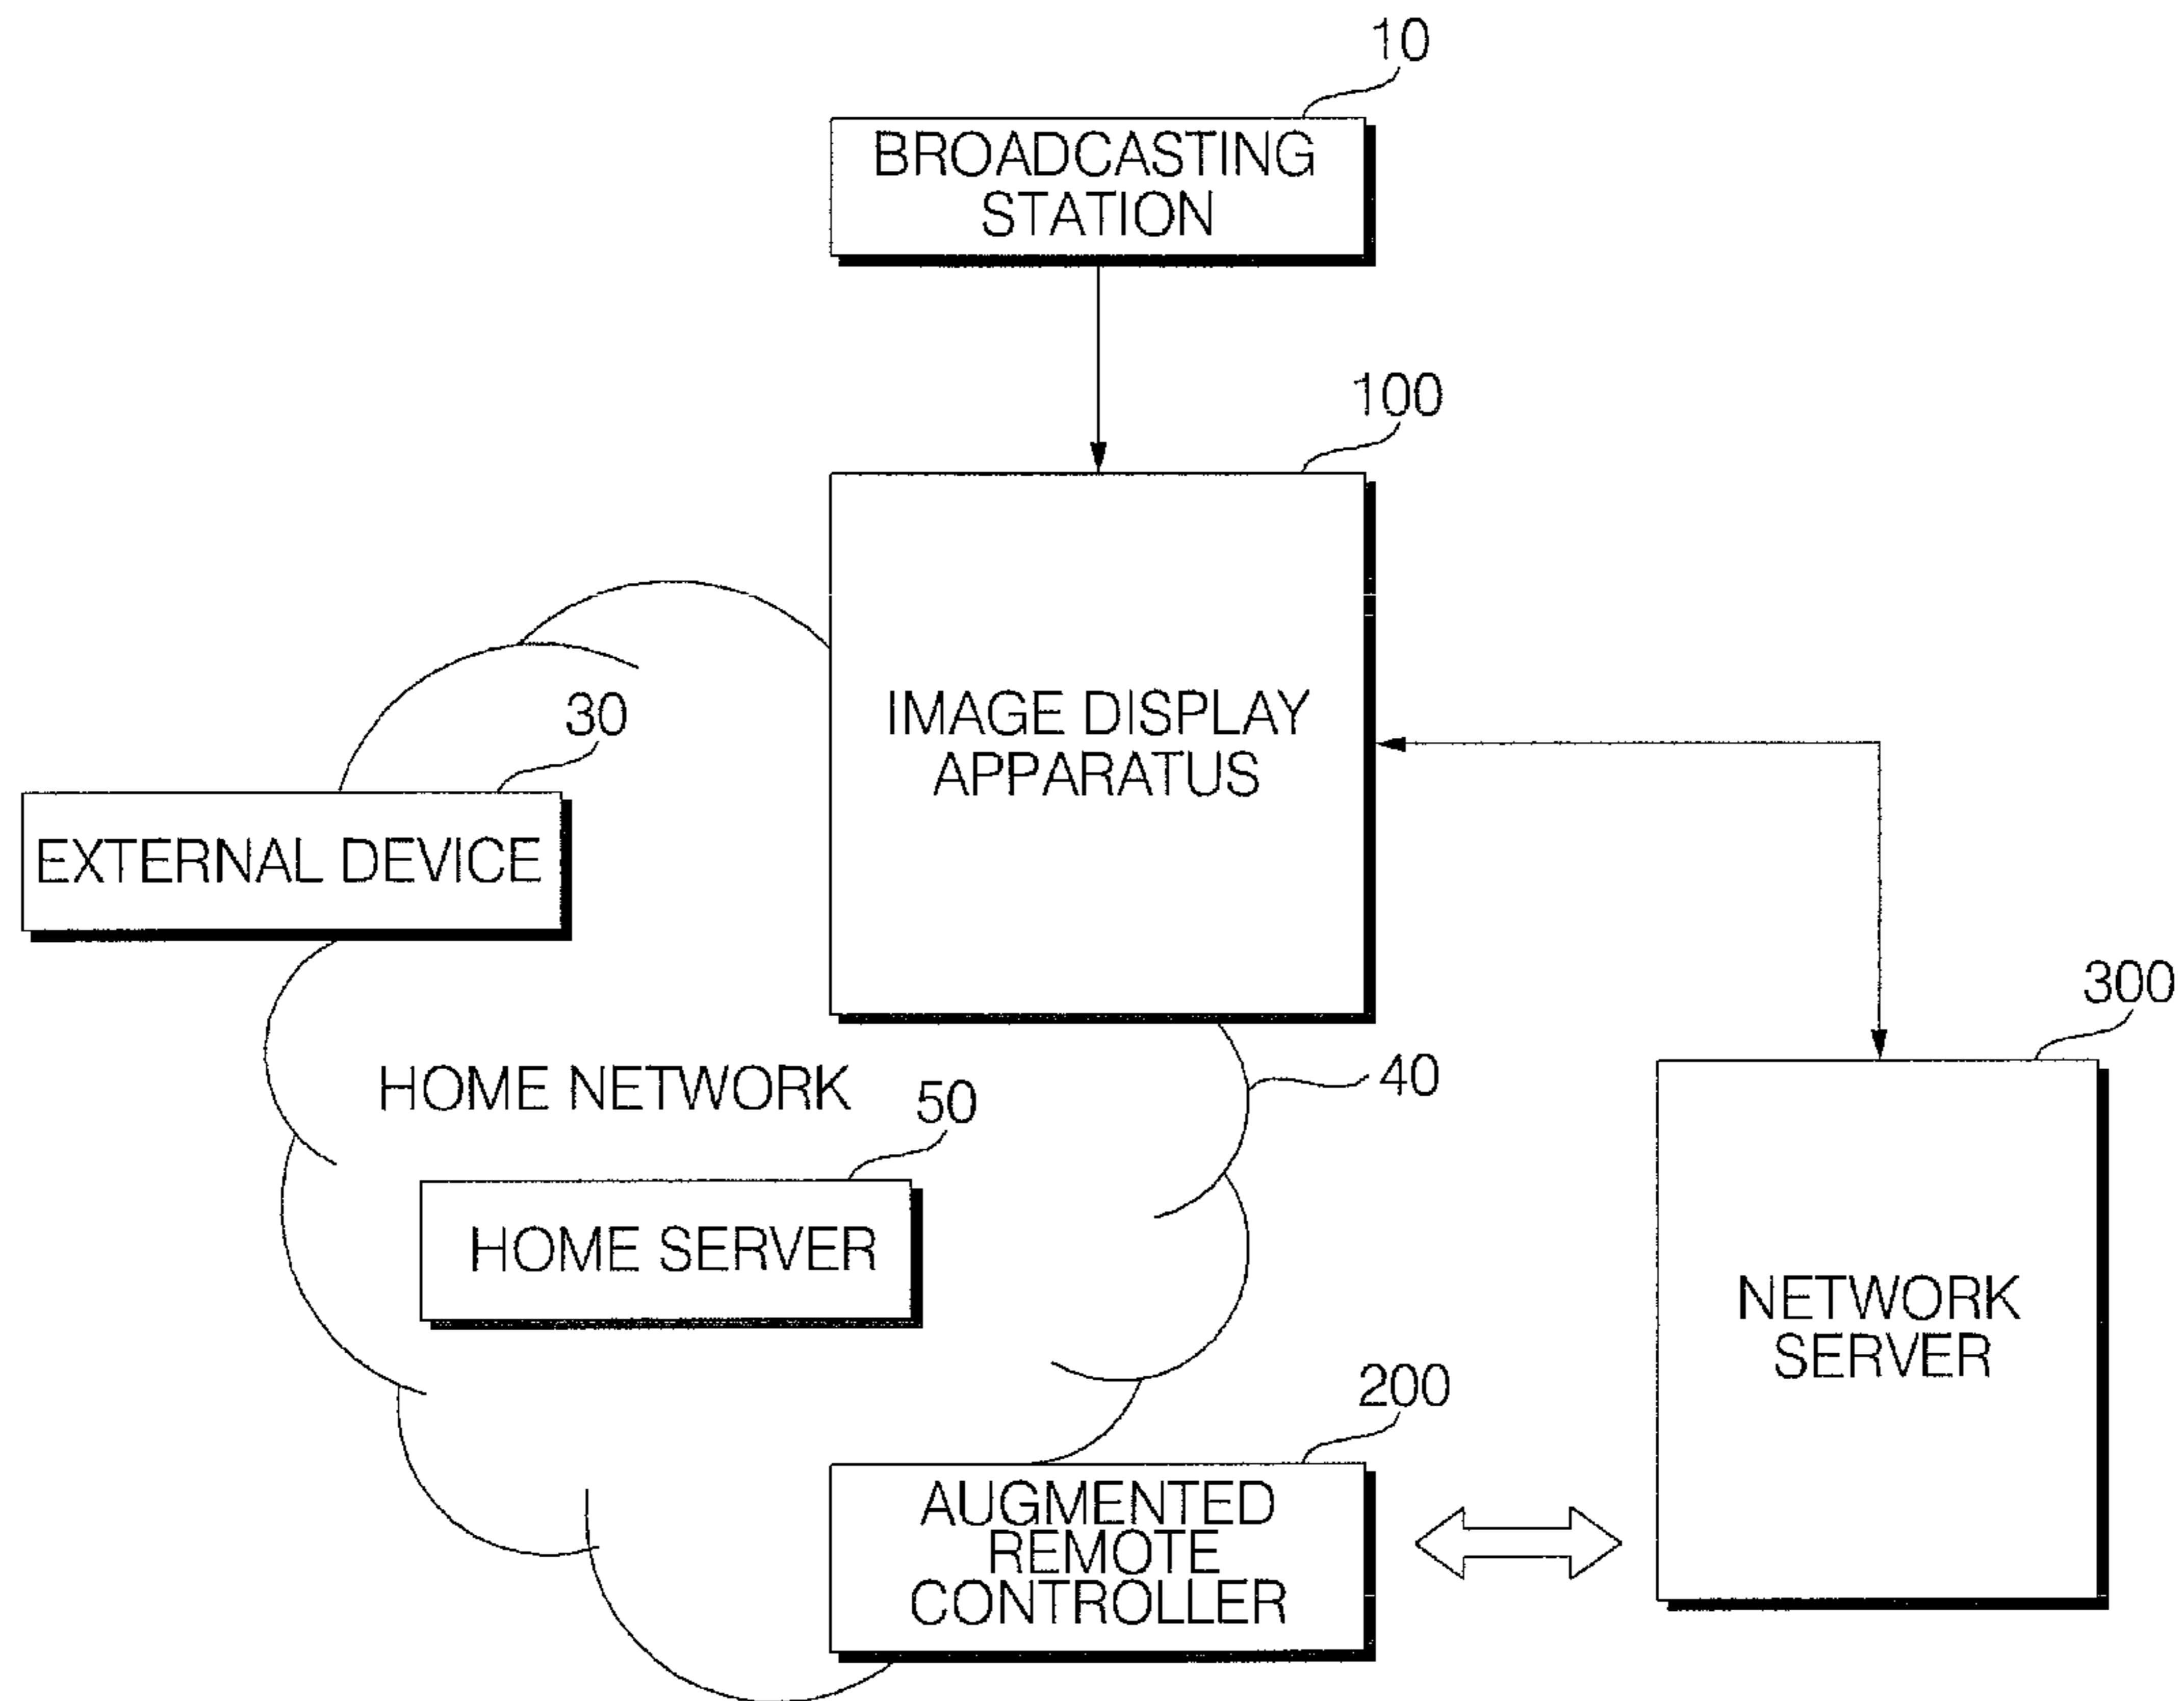 10
BROADCASTING
STATION
100
IMAGE DISPLAY
APPARATUS
30
EXTERNAL DEVICE
300
HOME NETWORK
40
50
HOME SERVER
NETWORK
SERVER
200
AUGMENTED
REMOTE
CONTROLLER